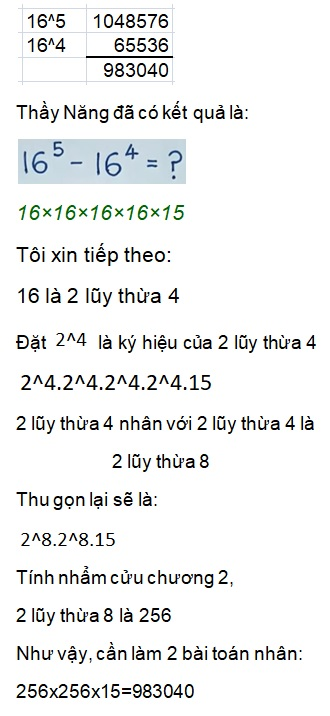 16^5 1048576
16^4 65536
983040
Thầy Năng đã có kết quả là:
16⁵ - 16⁴ = ?
16×16×16×16×15
Tôi xin tiếp theo:
16 là 2 lũy thừa 4
Đặt 2^4 là ký hiệu của 2 lũy thừa 4
2^4.2^4.2^4.2^4.15
2 lũy thừa 4 nhân với 2 lũy thừa 4 là
2 lũy thừa 8
Thu gọn lại sẽ là:
2^8.2^8.15
Tính nhẩm cửu chương 2,
2 lũy thừa 8 là 256
Như vậy, cần làm 2 bài toán nhân:
256x256x15=983040